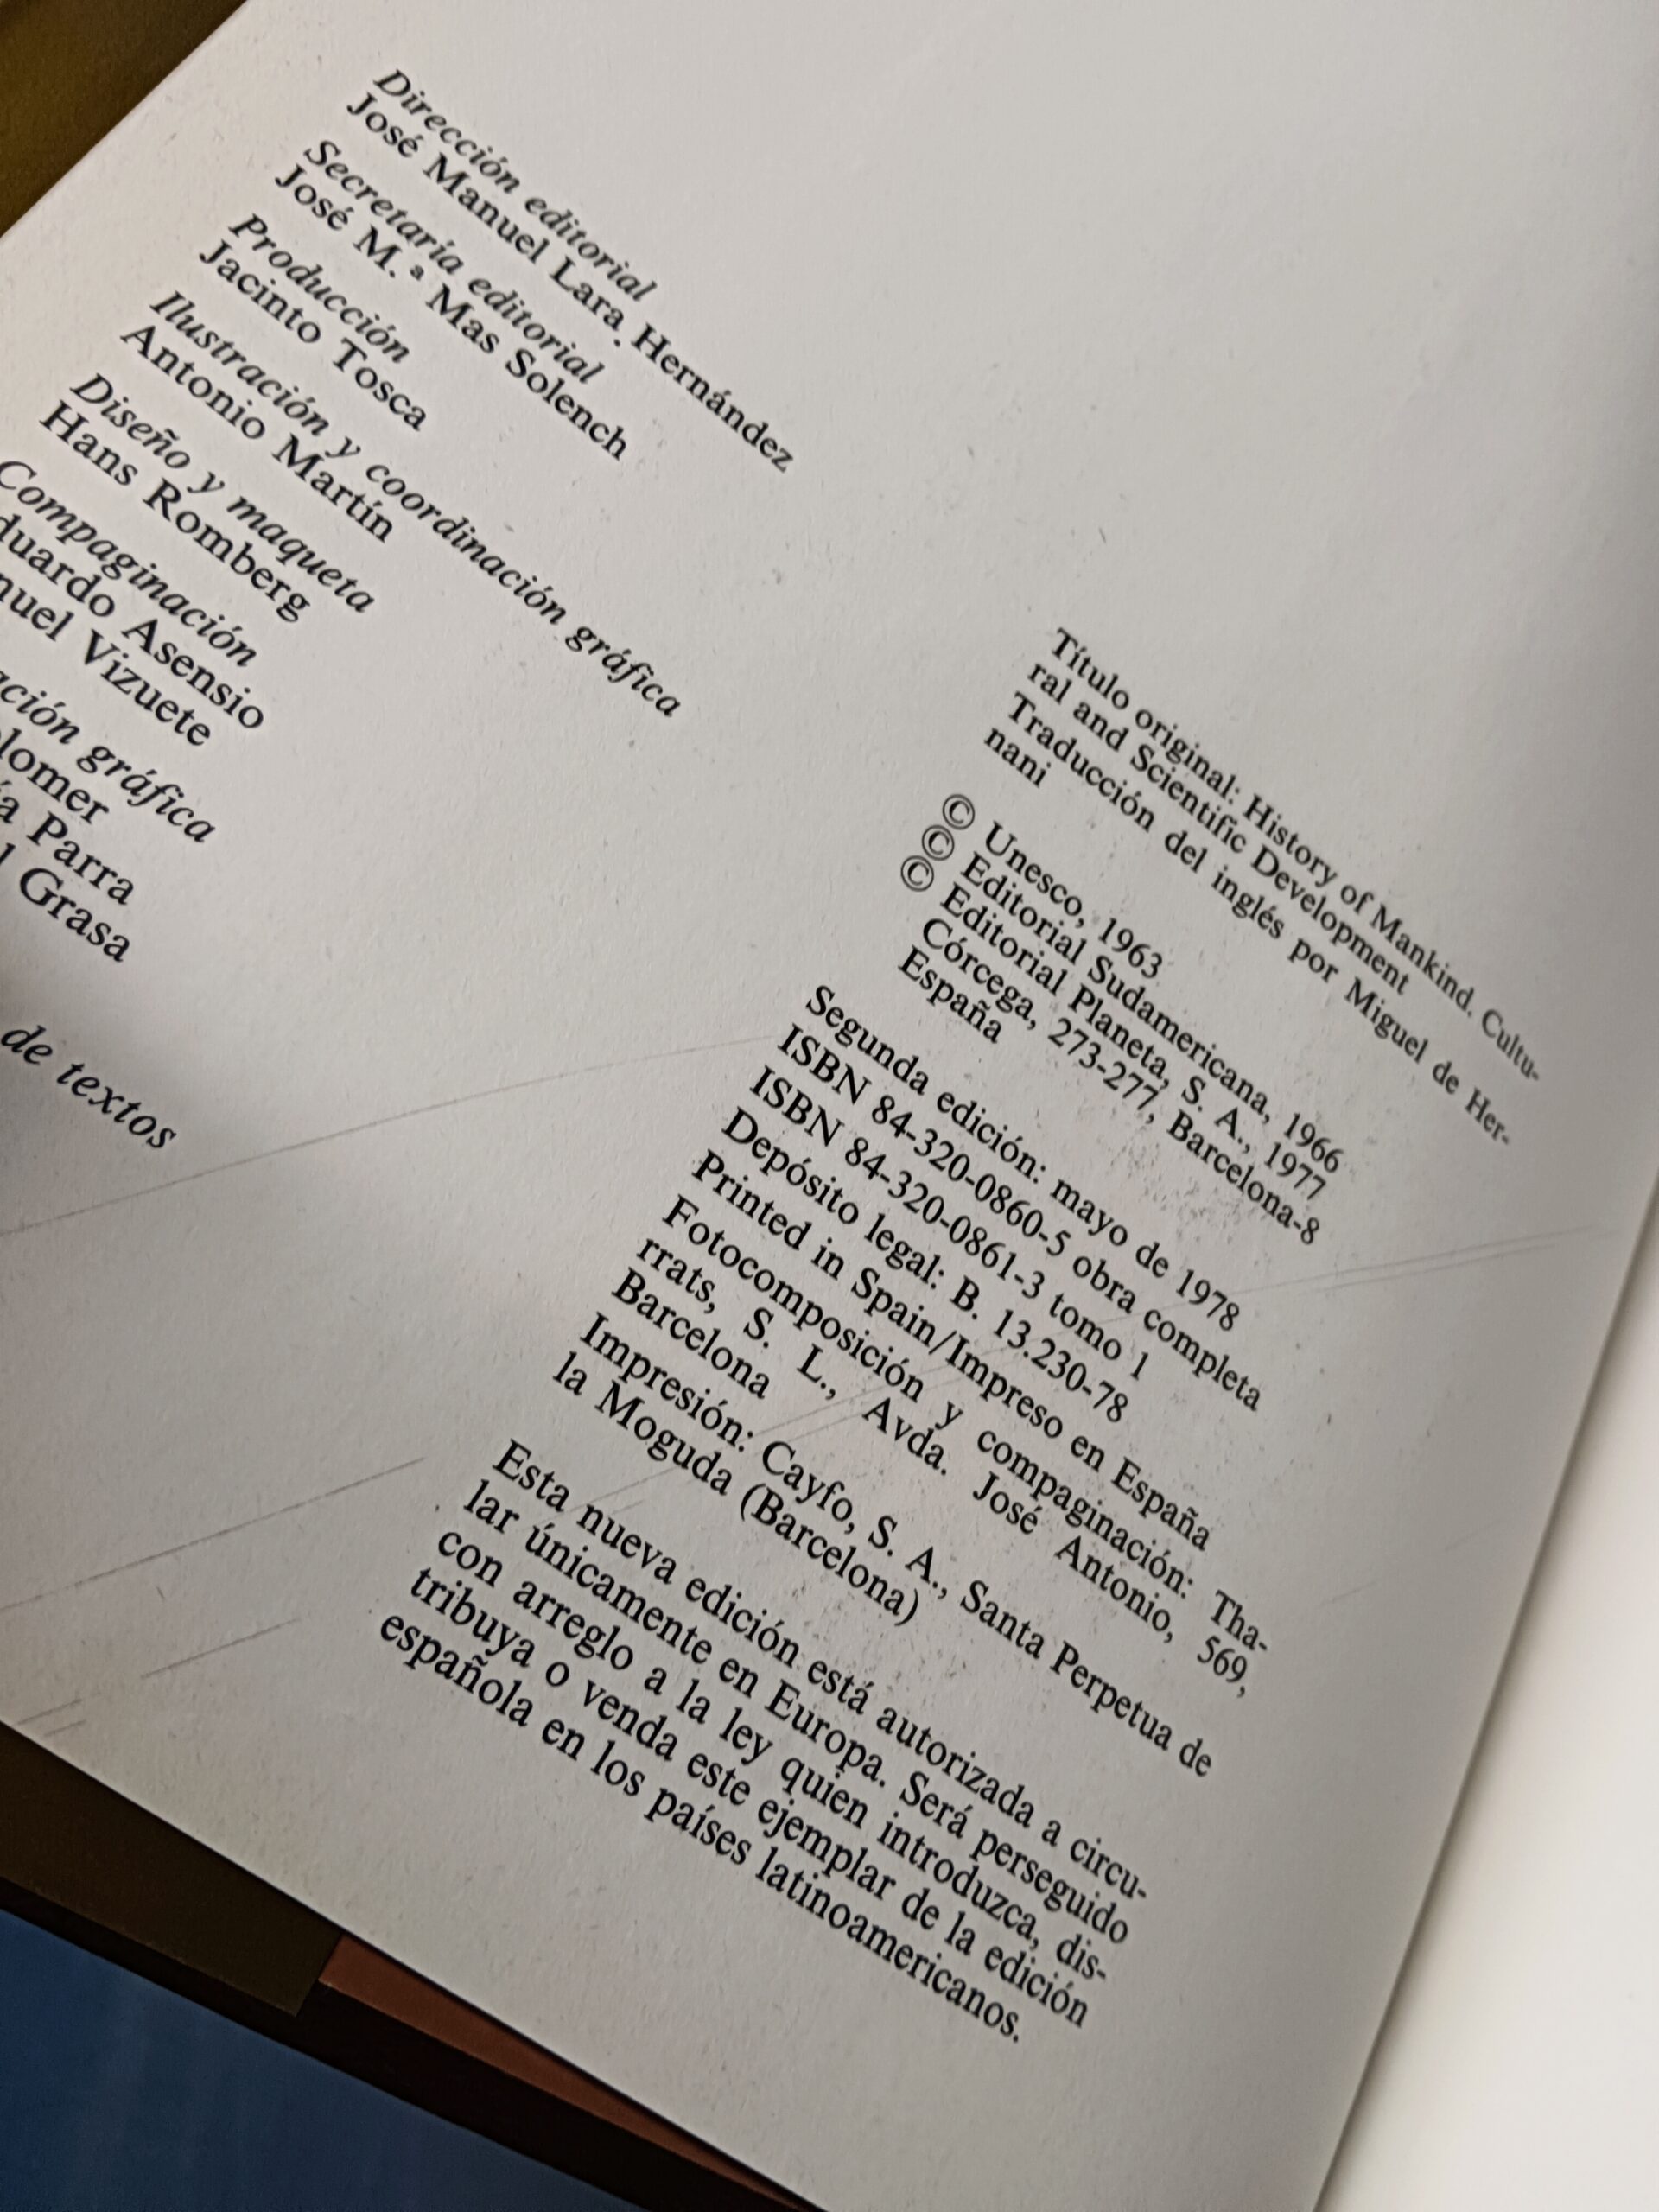 Dirección editorial
José Manuel Lara Hernández
Secretaría editorial
José M.ª Mas Solench
Producción
Jacinto Tosca
Ilustración y coordinación gráfica
Antonio Martín
Diseño y maqueta
Hans Romberg
Compaginación
duardo Asensio
nuel Vizuete
ción gráfica
lomer
a Parra
l Grasa
de textos
Título original: History of Mankind. Cultu-
ral and Scientific Development
Traducción del inglés por Miguel de Her-
nani
© Unesco, 1963
© Editorial Sudamericana, 1966
© Editorial Planeta, S. A., 1977
Córcega, 273-277, Barcelona-8
España
Segunda edición: mayo de 1978
ISBN 84-320-0860-5 obra completa
ISBN 84-320-0861-3 tomo 1
Depósito legal: B. 13.230-78
Printed in Spain/Impreso en España
Fotocomposición y compaginación: Tha-
rrats, S. L., Avda. José Antonio, 569,
Barcelona
Impresión: Cayfo, S. A., Santa Perpetua de
la Moguda (Barcelona)
Esta nueva edición está autorizada a circu-
lar únicamente en Europa. Será perseguido
con arreglo a la ley quien introduzca, dis-
tribuya o venda este ejemplar de la edición
española en los países latinoamericanos.